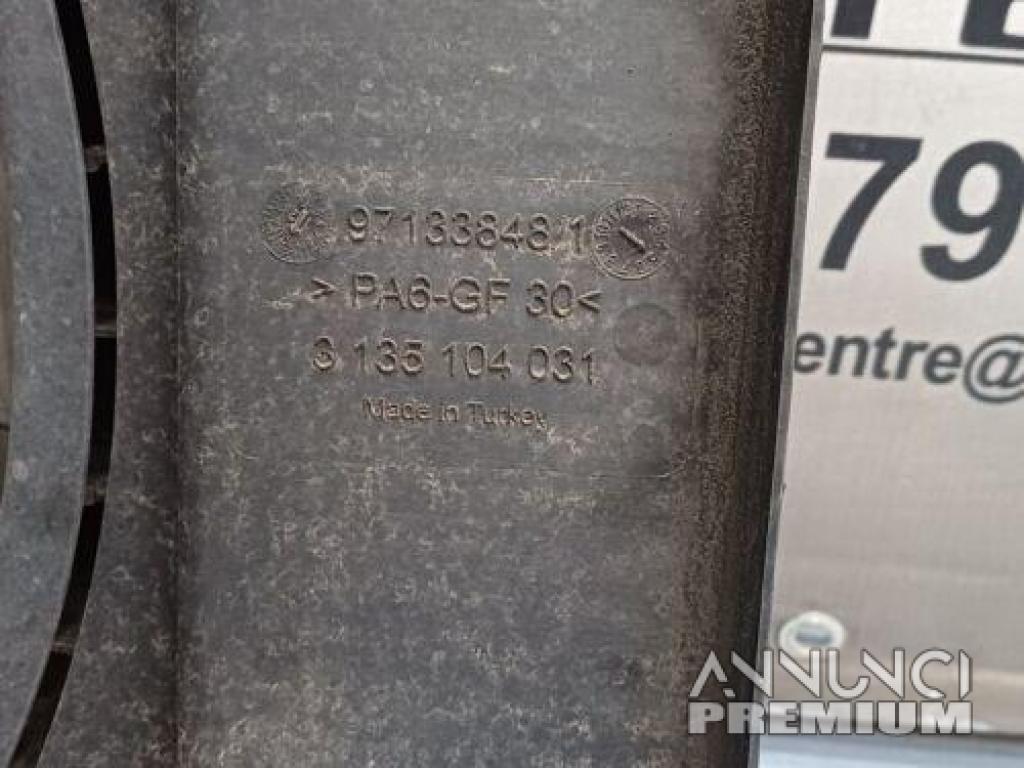 97133848/1
> PA6-GF 30<
3 135 104 031
Made in Turkey
79
entre@
ANNUNCI
PREMIUM